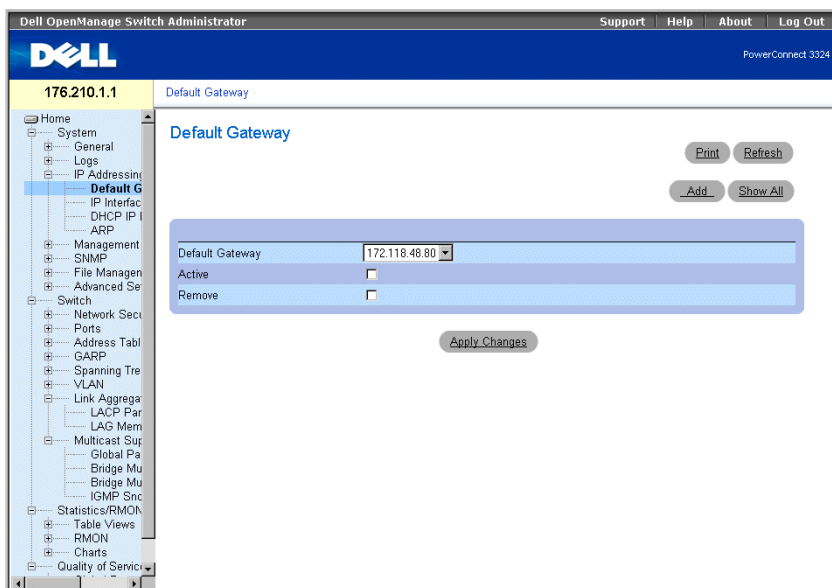 Dell OpenManage Switch Administrator
Support Help About Log Out
DELL
PowerConnect 3324
176.210.1.1
Default Gateway
Home
System
General
Logs
IP Addressing
Default G
IP Interfac
DHCP IP I
ARP
Management
SNMP
File Managen
Advanced Se
Switch
Network Secu
Ports
Address Tabl
GARP
Spanning Tre
VLAN
Link Aggrega
LACP Par
LAG Mem
Multicast Sup
Global Pa
Bridge Mu
Bridge Mu
IGMP Sno
Statistics/RMON
Table Views
RMON
Charts
Quality of Servic
Default Gateway
Print Refresh
Add Show All
Default Gateway 172.118.48.80
Active
Remove
Apply Changes